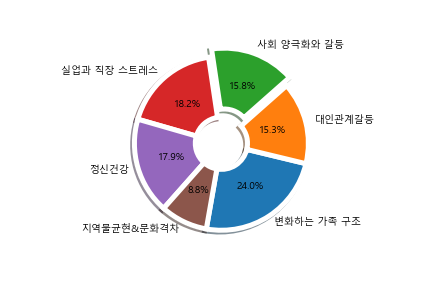 사회 양극화와 갈등
실업과 직장 스트레스
15.8%
18.2%
대인관계갈등
15.3%
17.9%
정신건강
24.0%
8.8%
변화하는 가족 구조
지역물균현&문화격차